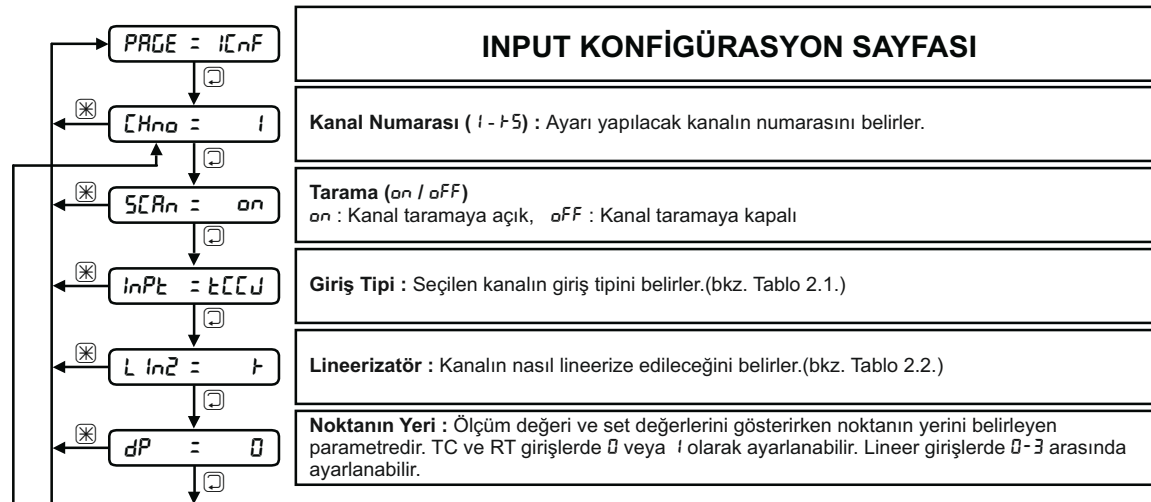 PAGE = ICnF
INPUT KONFİGÜRASYON SAYFASI
CHno = 1
Kanal Numarası ( 1 - 15) : Ayarı yapılacak kanalın numarasını belirler.
SCAn = on
Tarama (on / oFF)
on : Kanal taramaya açık, oFF : Kanal taramaya kapalı
InPt = tCCJ
Giriş Tipi : Seçilen kanalın giriş tipini belirler.(bkz. Tablo 2.1.)
L In2 =
Lineerizatör : Kanalın nasıl lineerize edileceğini belirler.(bkz. Tablo 2.2.)
dP = 0
Noktanın Yeri : Ölçüm değeri ve set değerlerini gösterirken noktanın yerini belirleyen
parametredir. TC ve RT girişlerde 0 veya 1 olarak ayarlanabilir. Lineer girişlerde 0-3 arasında
ayarlanabilir.